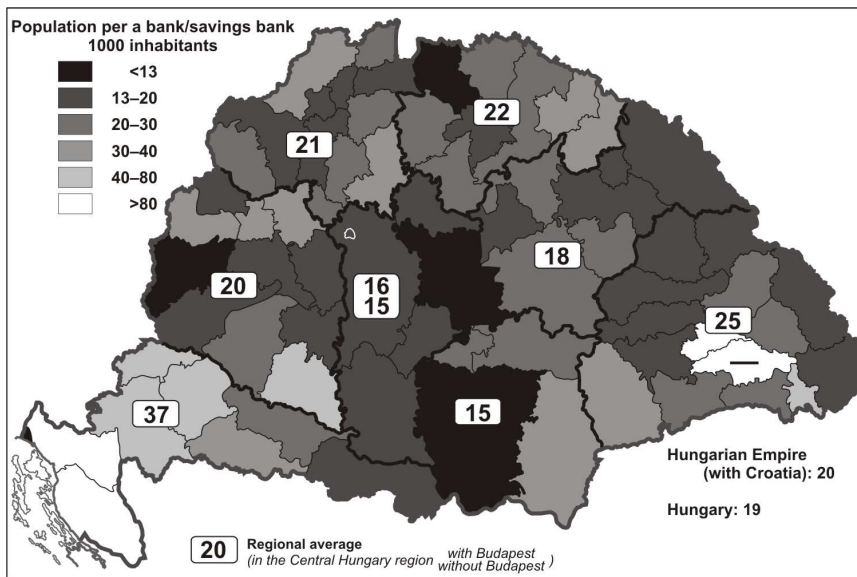 Population per a bank/savings bank
1000 inhabitants
<13
13–20
20–30
30–40
40–80
>80
22
21
18
20
16
15
25
37
15
Hungarian Empire
(with Croatia): 20
Hungary: 19
20 Regional average
(in the Central Hungary region with Budapest
without Budapest)